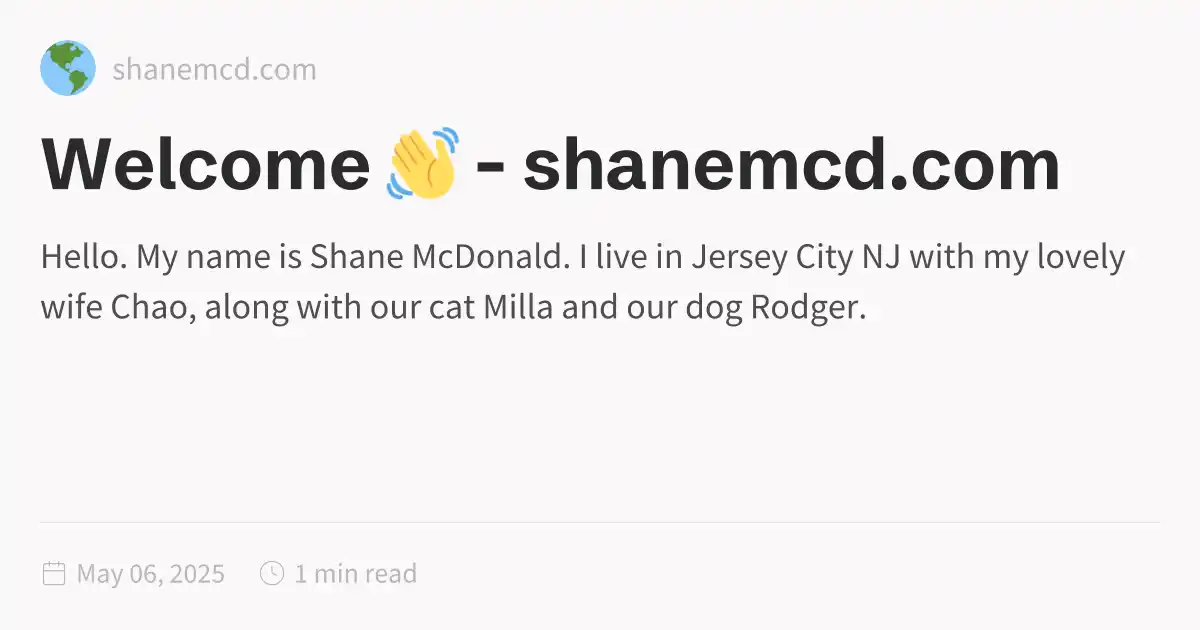 shanemcd.com
Welcome 👋 - shanemcd.com
Hello. My name is Shane McDonald. I live in Jersey City NJ with my lovely
wife Chao, along with our cat Milla and our dog Rodger.
May 06, 2025 1 min read